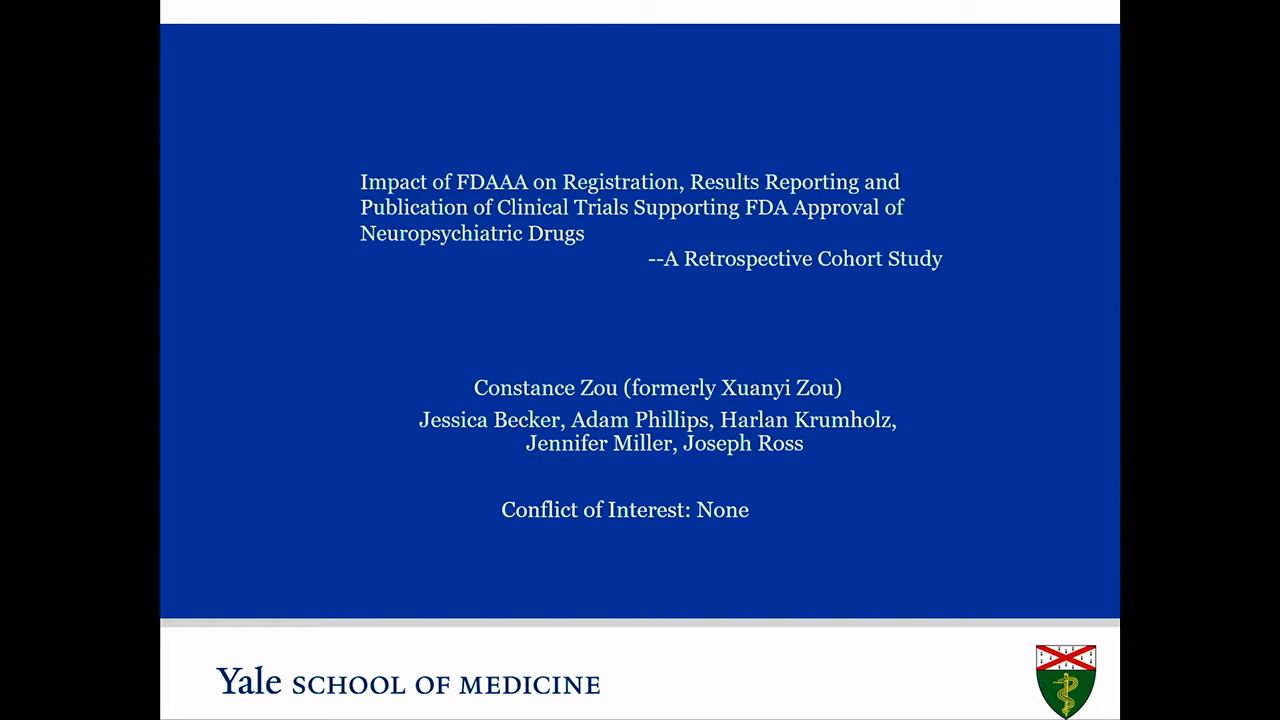 Impact of FDAAA on Registration, Results Reporting and
Publication of Clinical Trials Supporting FDA Approval of
Neuropsychiatric Drugs
--A Retrospective Cohort Study
Constance Zou (formerly Xuanyi Zou)
Jessica Becker, Adam Phillips, Harlan Krumholz,
Jennifer Miller, Joseph Ross
Conflict of Interest: None
Yale SCHOOL OF MEDICINE